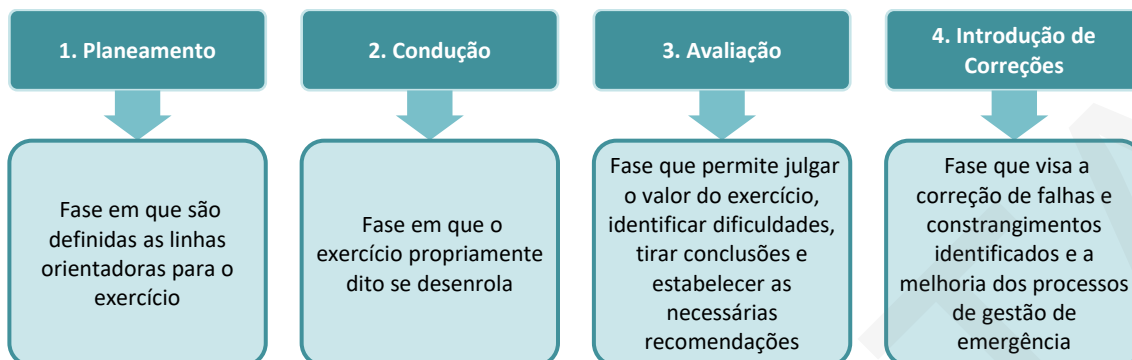 1. Planeamento
Fase em que são
definidas as linhas
orientadoras para o
exercício
2. Condução
Fase em que o
exercício propriamente
dito se desenrola
3. Avaliação
Fase que permite julgar
o valor do exercício,
identificar dificuldades,
tirar conclusões e
estabelecer as
necessárias
recomendações
4. Introdução de
Correções
Fase que visa a
correção de falhas e
constrangimentos
identificados e a
melhoria dos processos
de gestão de
emergência